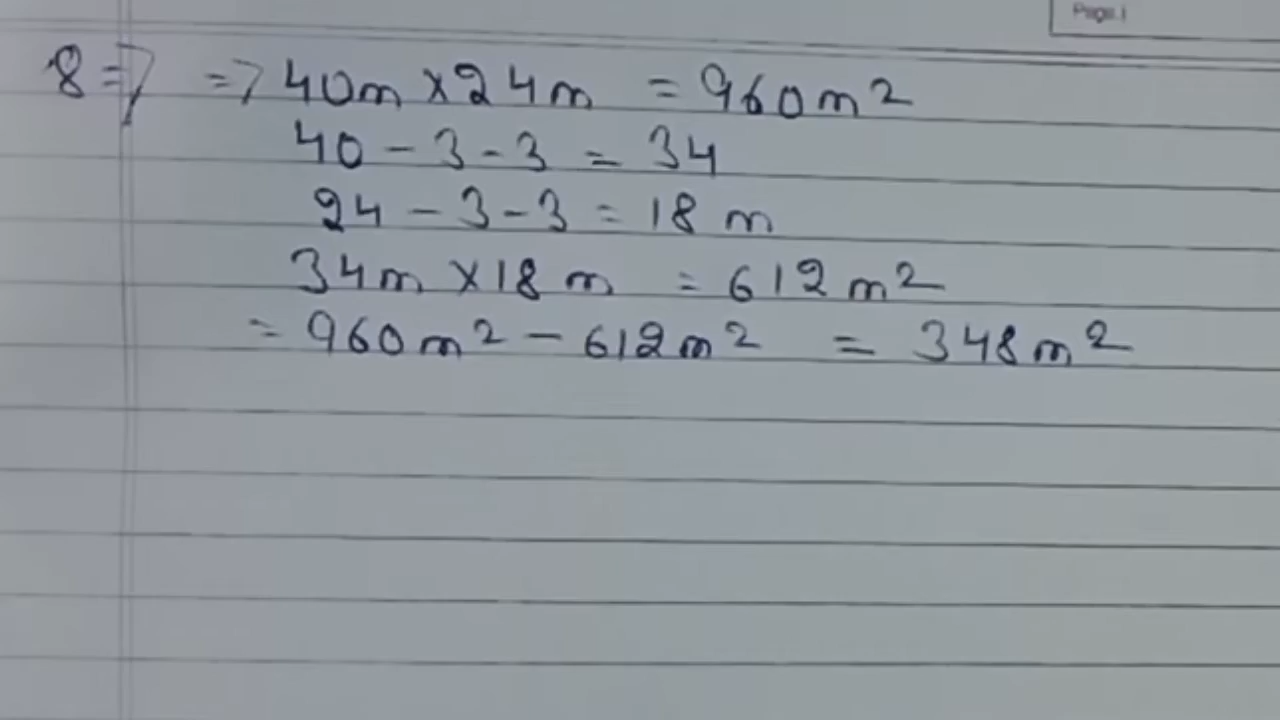 Page.
8 => => 40m × 24m = 960m²
40 - 3 - 3 = 34
24 - 3 - 3 = 18 m
34m × 18 m = 612 m²
= 960m² - 612m² = 348m²